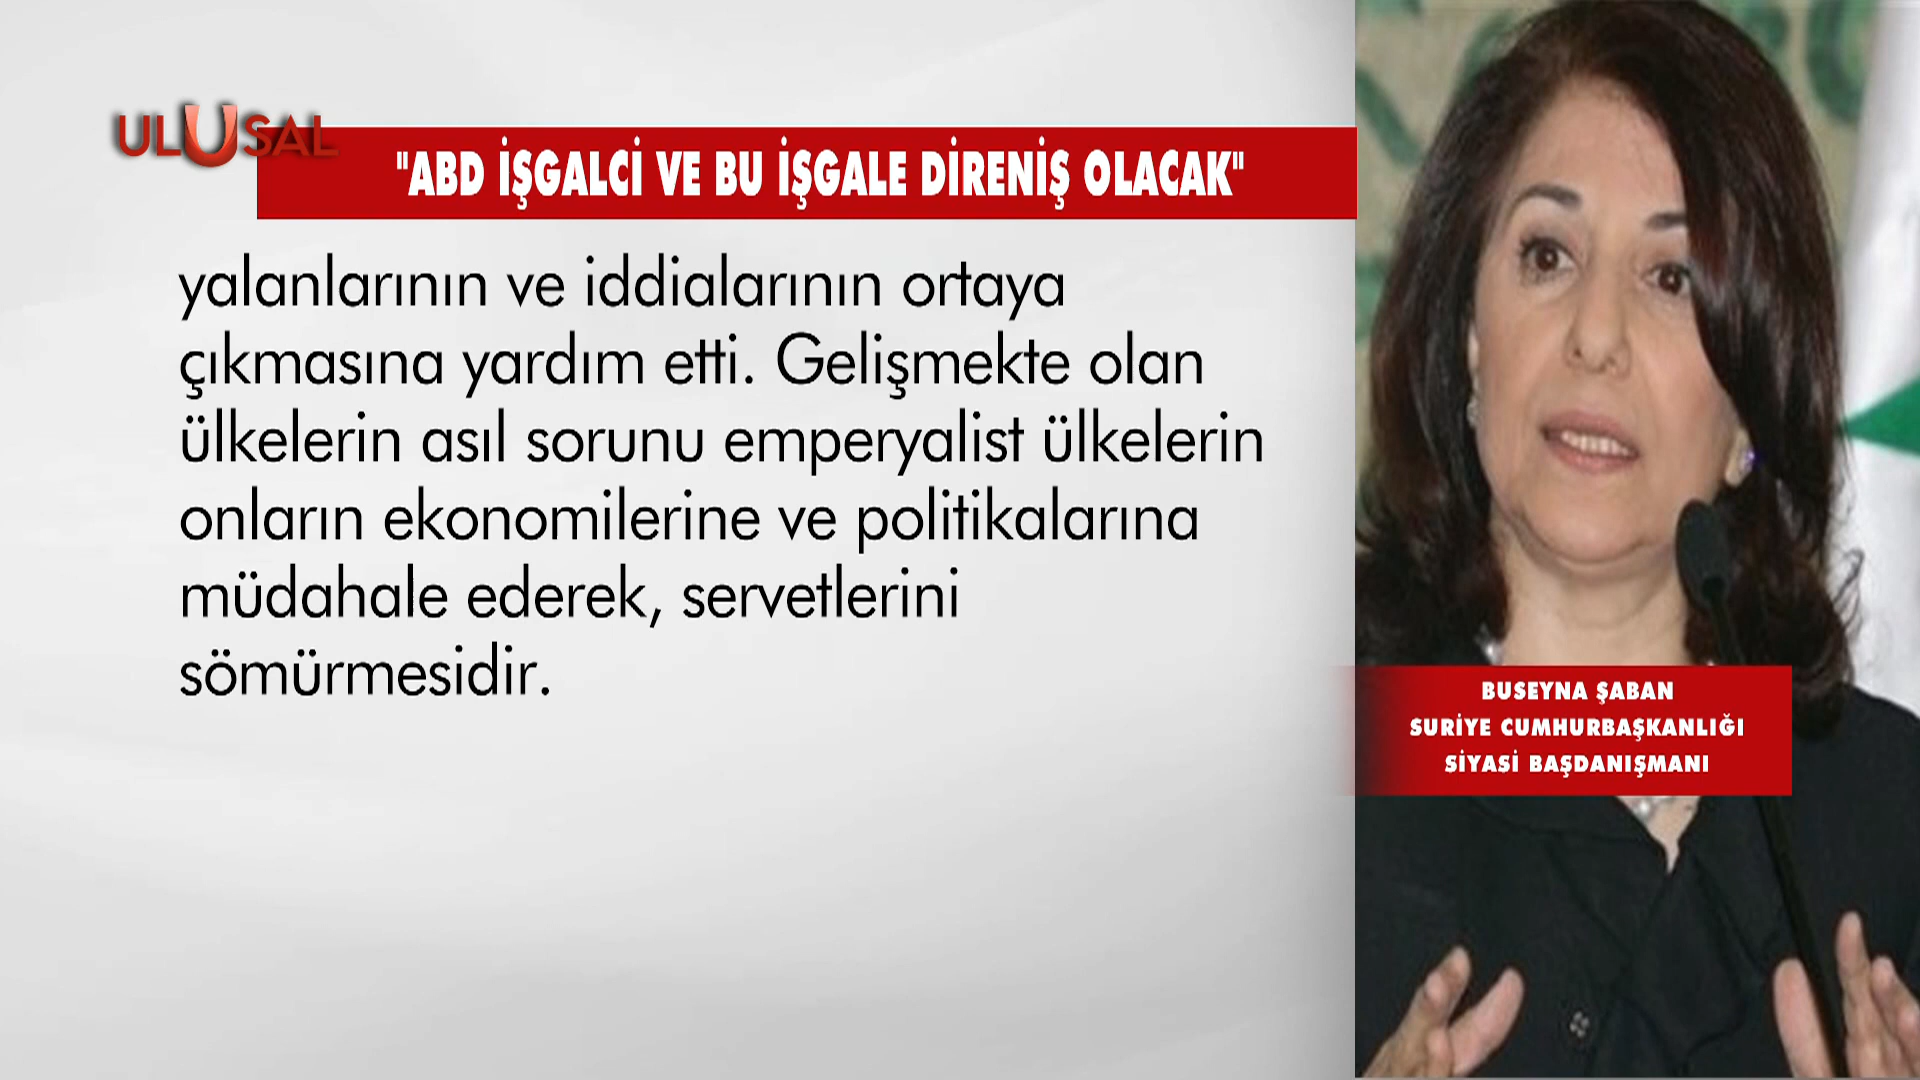 ULUSAL
"ABD İŞGALCİ VE BU İŞGALE DİRENİŞ OLACAK"
yalanlarının ve iddialarının ortaya
çıkmasına yardım etti. Gelişmekte olan
ülkelerin asıl sorunu emperyalist ülkelerin
onların ekonomilerine ve politikalarına
müdahale ederek, servetlerini
sömürmesidir.
BUSEYNA ŞABAN
SURİYE CUMHURBAŞKANLIĞI
SİYASİ BAŞDANIŞMANI